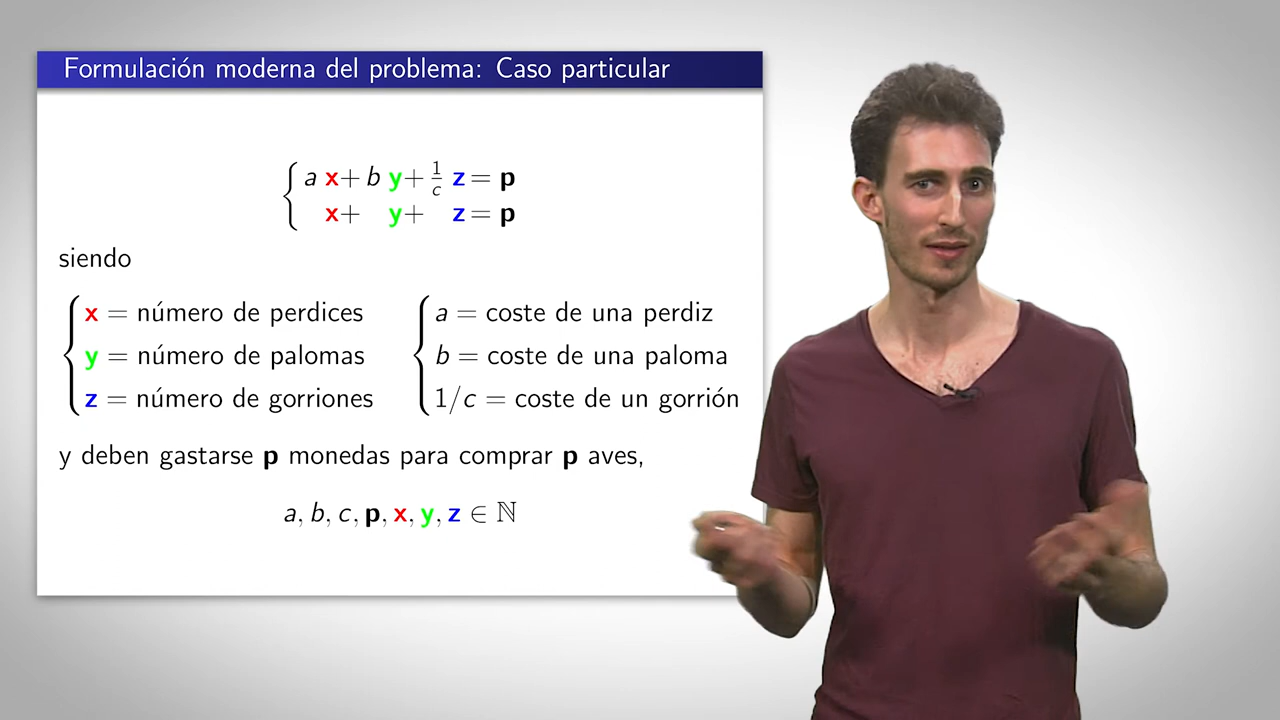 Formulación moderna del problema: Caso particular
a x+ b y+ 1/c z = p
x+ y+ z = p
siendo
x = número de perdices
y = número de palomas
z = número de gorriones
a = coste de una perdiz
b = coste de una paloma
1/c = coste de un gorrión
y deben gastarse p monedas para comprar p aves,
a, b, c, p, x, y, z ∈ ℕ